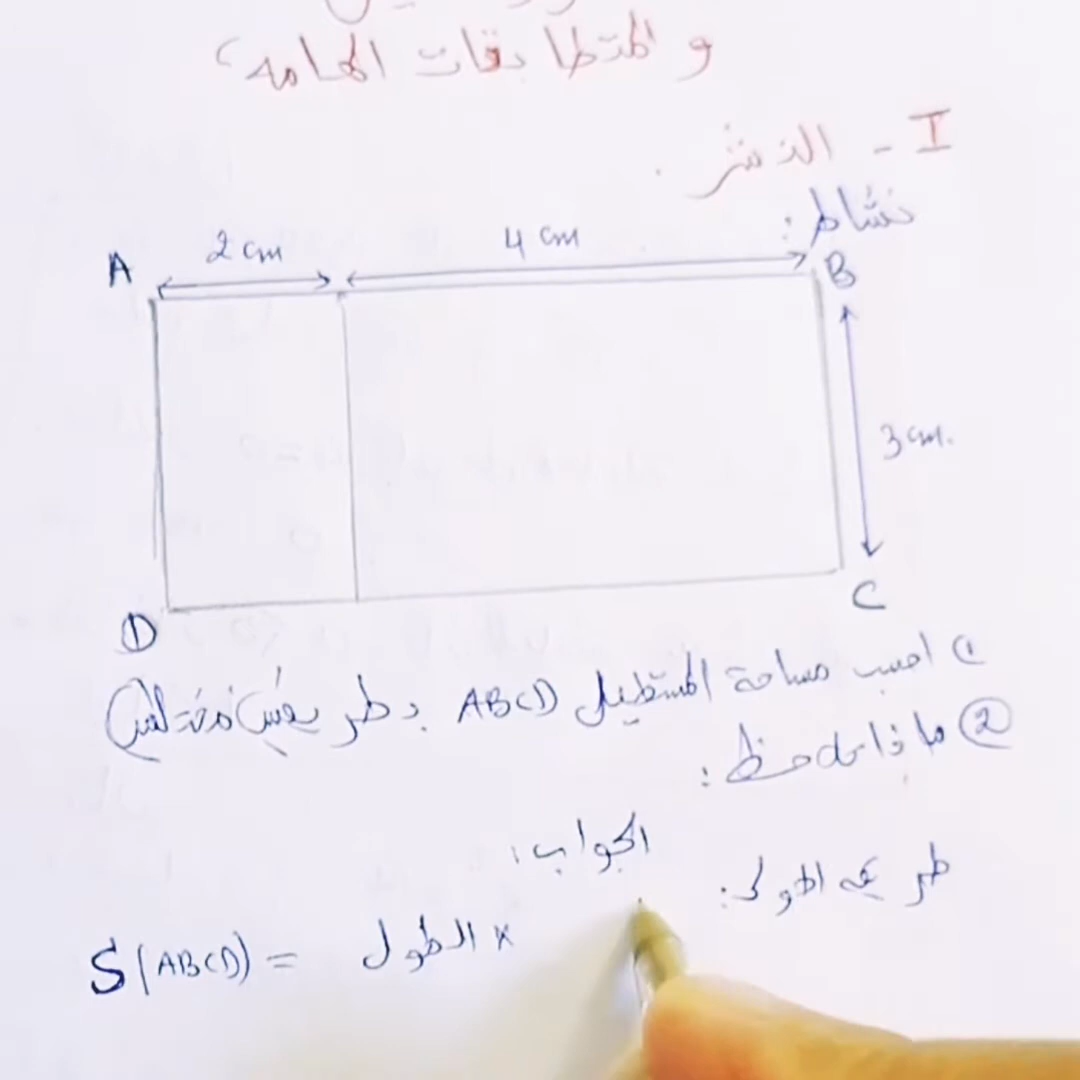 و المتطابقات الهامة
I - النشر .
نشاط :
A 2 cm 4 cm B
3 cm.
D C
1) احسب مساحة المستطيل ABCD بطريقتين مختلفتين
2) ماذا تلاحظ :
الجواب :
طريقة الأولى :
S(ABCD) = الطول ×